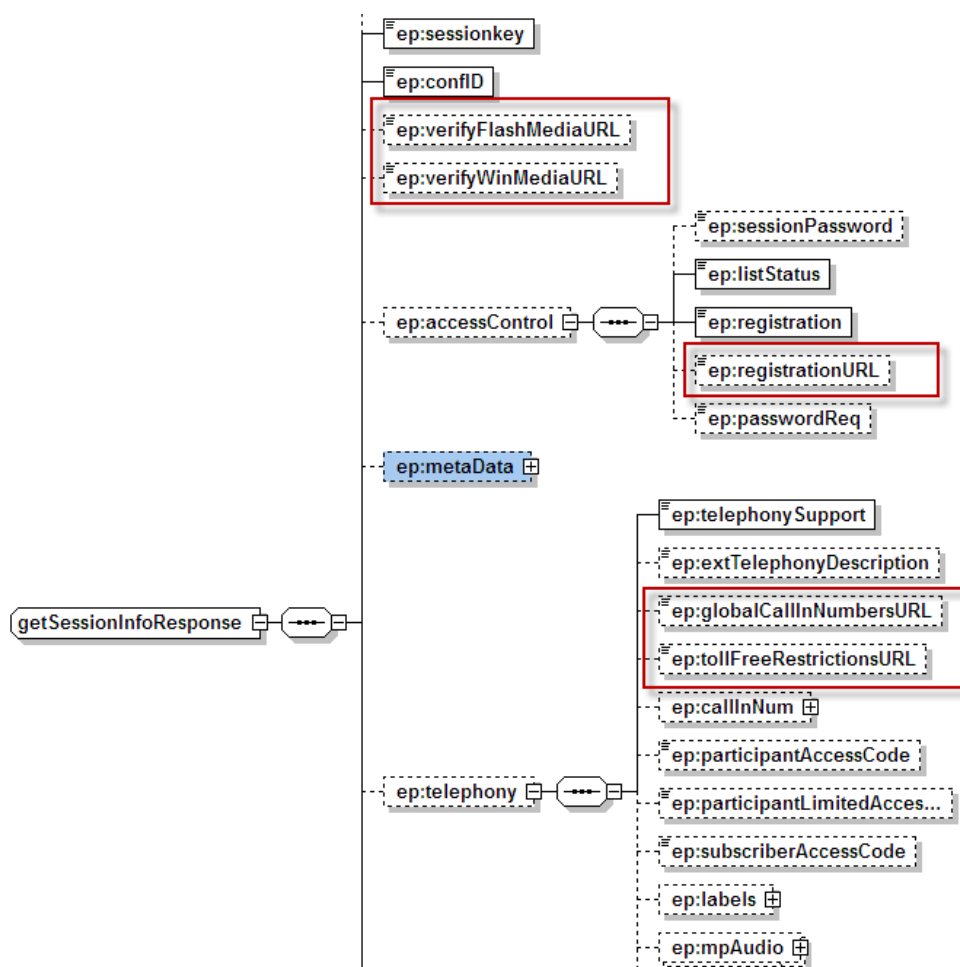 ep:sessionkey
ep:confID
ep:verifyFlashMediaURL
ep:verifyWinMediaURL
ep:sessionPassword
ep:listStatus
ep:accessControl
ep:registration
ep:registrationURL
ep:passwordReq
ep:metaData
ep:telephonySupport
ep:extTelephonyDescription
ep:globalCallInNumbersURL
getSessionInfoResponse
ep:tollFreeRestrictionsURL
ep:callInNum
ep:participantAccessCode
ep:telephony
ep:participantLimitedAcces...
ep:subscriberAccessCode
ep:labels
ep:mpAudio